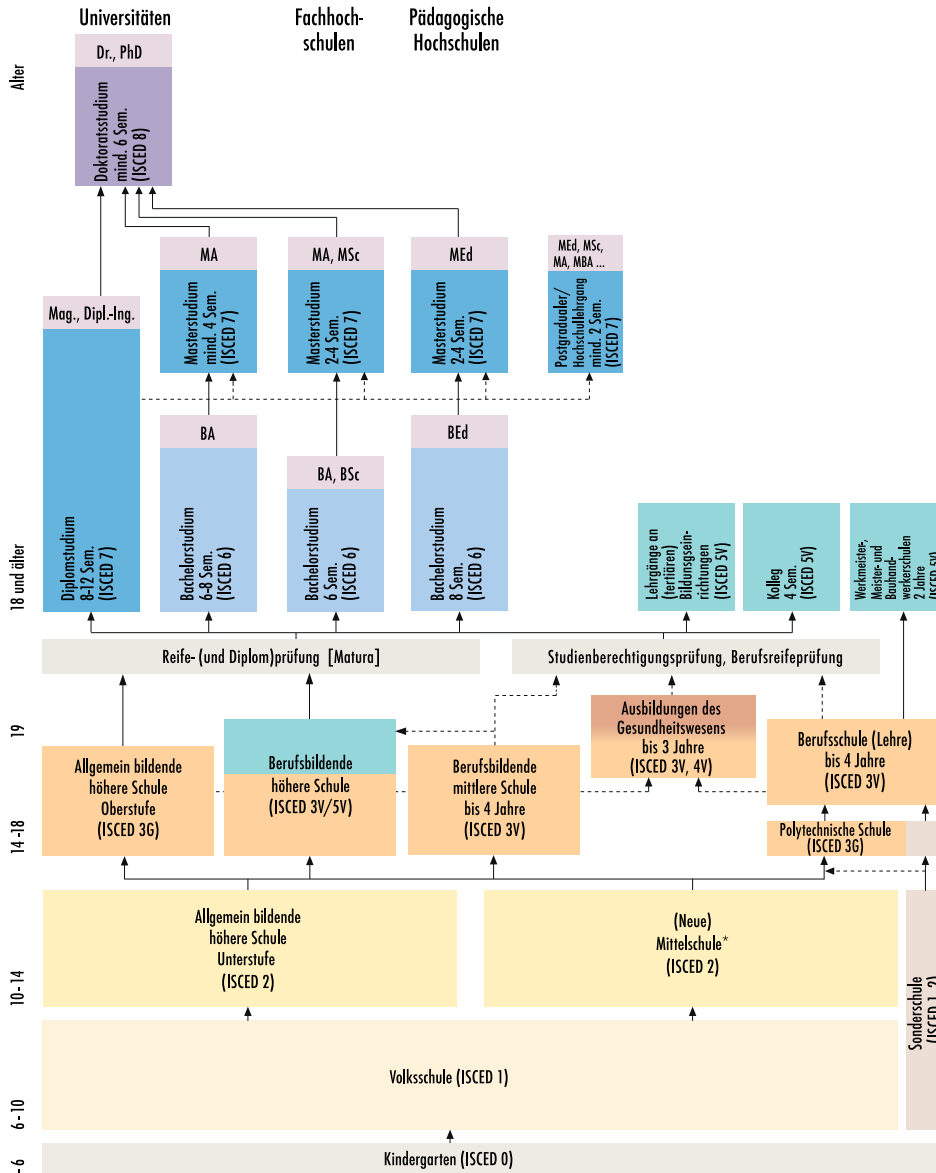 Universitäten
Fachhoch-
schulen
Pädagogische
Hochschulen
Alter
Dr., PhD
Doktoratsstudium
mind. 6 Sem.
(ISCED 8)
MA
Masterstudium
mind. 4 Sem.
(ISCED 7)
MA, MSc
Masterstudium
2-4 Sem.
(ISCED 7)
MEd
Masterstudium
2-4 Sem.
(ISCED 7)
MEd, MSc,
MA, MBA ...
Postgradualer/
Hochschullehrgang
mind. 2 Sem.
(ISCED 7)
Mag., Dipl.-Ing.
Diplomstudium
8-12 Sem.
(ISCED 7)
BA
Bachelorstudium
6-8 Sem.
(ISCED 6)
BA, BSc
Bachelorstudium
6 Sem.
(ISCED 6)
BEd
Bachelorstudium
8 Sem.
(ISCED 6)
Lehrgänge an
(tertiären)
Bildungsein-
richtungen
(ISCED 5V)
Kolleg
4 Sem.
(ISCED 5V)
Werkmeister-,
Meister- und
Bauhand-
werkerschulen
2 Jahre
(ISCED 5V)
18 und älter
Reife- (und Diplom)prüfung [Matura]
Studienberechtigungsprüfung, Berufsreifeprüfung
19
Allgemein bildende
höhere Schule
Oberstufe
(ISCED 3G)
Berufsbildende
höhere Schule
(ISCED 3V/5V)
Berufsbildende
mittlere Schule
bis 4 Jahre
(ISCED 3V)
Ausbildungen des
Gesundheitswesens
bis 3 Jahre
(ISCED 3V, 4V)
Berufsschule (Lehre)
bis 4 Jahre
(ISCED 3V)
14-18
Polytechnische Schule
(ISCED 3G)
Allgemein bildende
höhere Schule
Unterstufe
(ISCED 2)
(Neue)
Mittelschule*
(ISCED 2)
10-14
Sonderschule
(ISCED 1, 2)
Volksschule (ISCED 1)
6-10
Kindergarten (ISCED 0)
-6